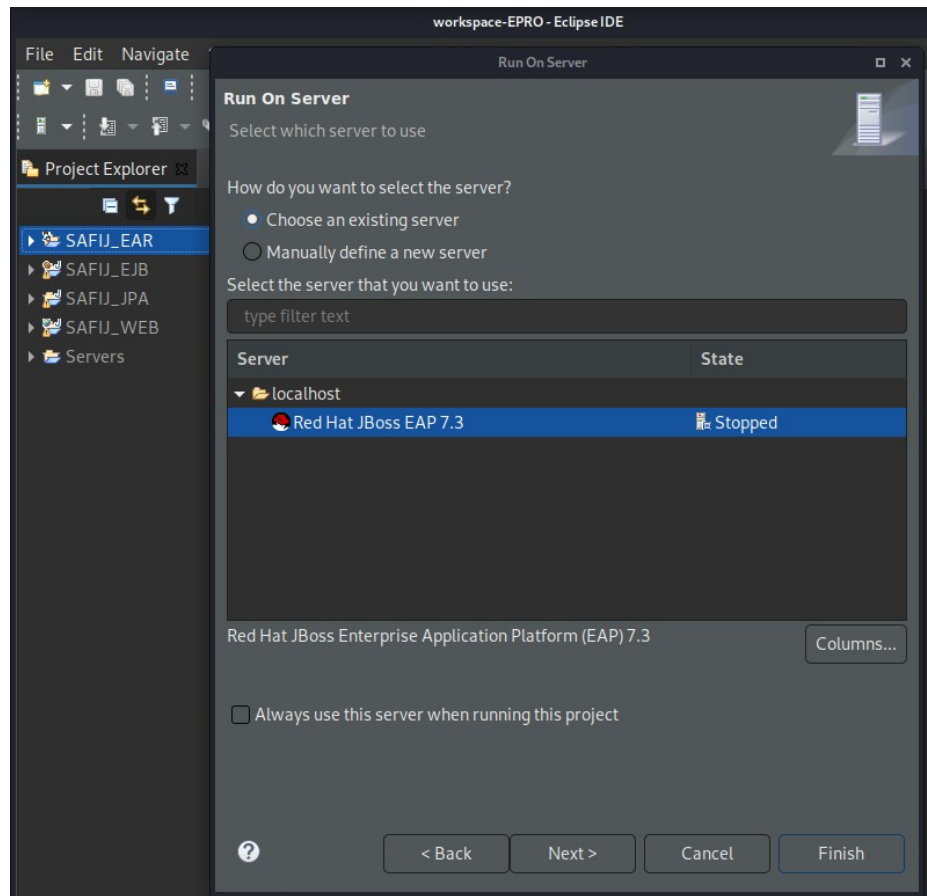 workspace-EPRO - Eclipse IDE
File Edit Navigate
Run On Server
Run On Server
Select which server to use
Project Explorer
How do you want to select the server?
Choose an existing server
Manually define a new server
Select the server that you want to use:
type filter text
SAFIJ_EAR
SAFIJ_EJB
SAFIJ_JPA
SAFIJ_WEB
Servers
Server State
localhost
Red Hat JBoss EAP 7.3 Stopped
Red Hat JBoss Enterprise Application Platform (EAP) 7.3
Columns...
Always use this server when running this project
?
< Back Next > Cancel Finish